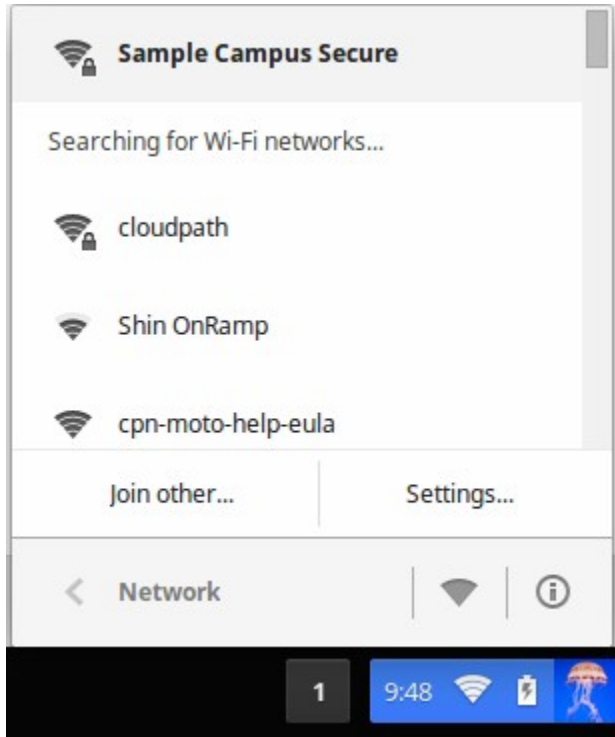 Sample Campus Secure
Searching for Wi-Fi networks...
cloudpath
Shin OnRamp
cpn-moto-help-eula
Join other... Settings...
< Network
1 9:48